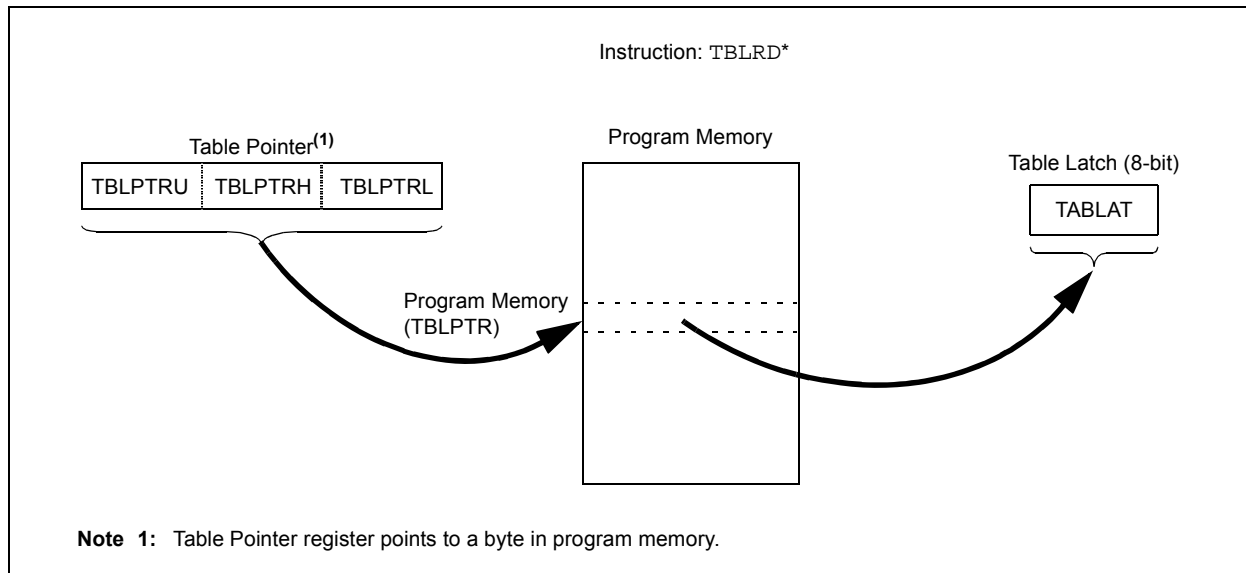 Instruction: TBLRD*
Table Pointer(1)
TBLPTRU TBLPTRH TBLPTRL
Program Memory
Table Latch (8-bit)
TABLAT
Program Memory
(TBLPTR)
Note 1: Table Pointer register points to a byte in program memory.